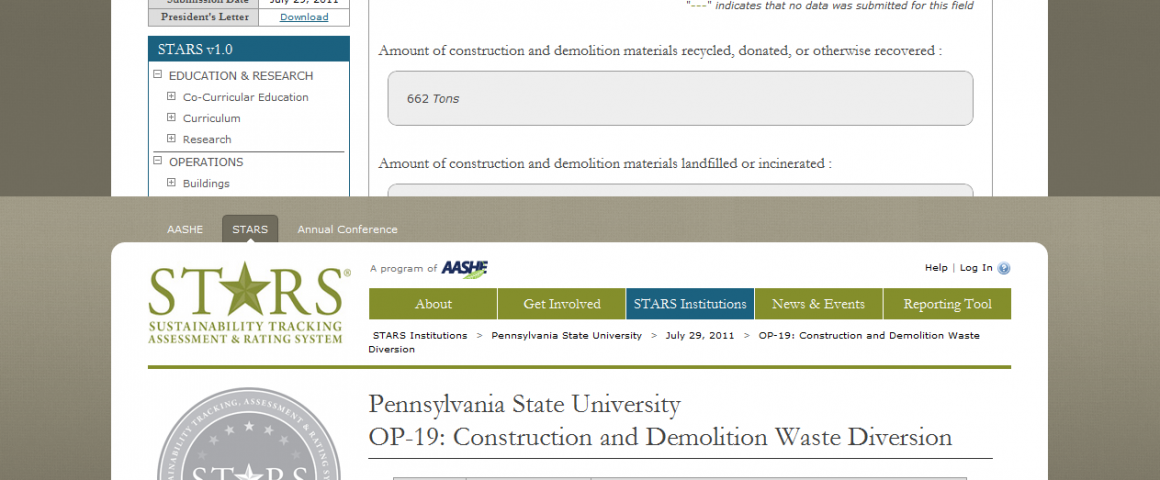 Submission Date July 29, 2011
President's Letter Download
"---" indicates that no data was submitted for this field
STARS v1.0
EDUCATION & RESEARCH
Co-Curricular Education
Curriculum
Research
OPERATIONS
Buildings
Amount of construction and demolition materials recycled, donated, or otherwise recovered :
662 Tons
Amount of construction and demolition materials landfilled or incinerated :
AASHE STARS Annual Conference
STARS®
SUSTAINABILITY TRACKING
ASSESSMENT & RATING SYSTEM
A program of AASHE
Help | Log In
About Get Involved STARS Institutions News & Events Reporting Tool
STARS Institutions > Pennsylvania State University > July 29, 2011 > OP-19: Construction and Demolition Waste
Diversion
SUSTAINABILITY TRACKING, ASSESSMENT & RATING SY
STARS
Pennsylvania State University
OP-19: Construction and Demolition Waste Diversion